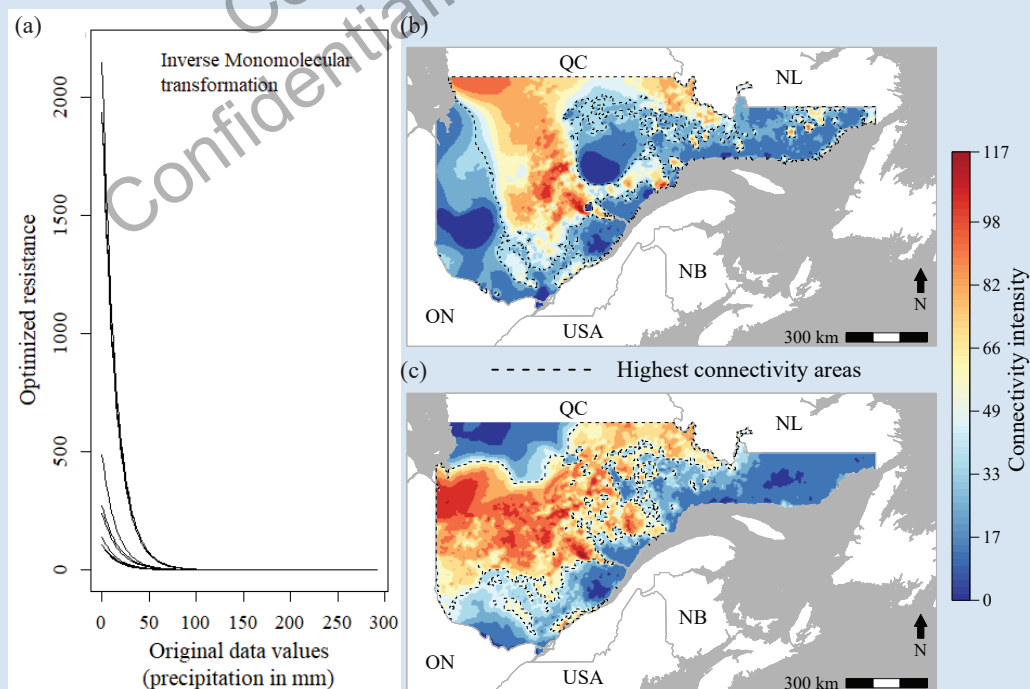 (a)
Confidential
Inverse Monomolecular
transformation
Optimized resistance
2000
1500
1000
500
0
0 50 100 150 200 250 300
Original data values
(precipitation in mm)
(b)
QC
NL
NB
ON
USA
N
300 km
Highest connectivity areas
(c)
QC
NL
NB
ON
USA
N
300 km
117
98
82
66
49
33
17
0
Connectivity intensity